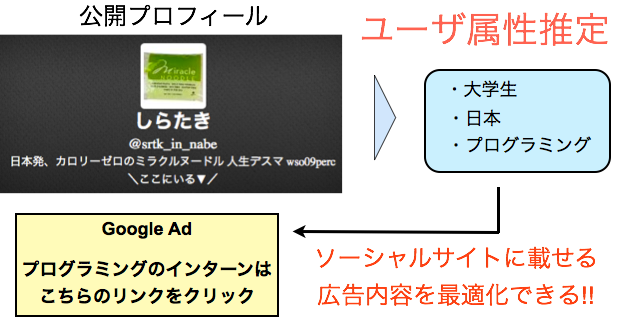 公開プロフィール
ユーザ属性推定
Miracle
NOODLE
しらたき
@srtk_in_nabe
日本発、カロリーゼロのミラクルヌードル 人生デスマ wso09perc
＼ここにいる▼／
・大学生
・日本
・プログラミング
Google Ad
プログラミングのインターンは
こちらのリンクをクリック
ソーシャルサイトに載せる
広告内容を最適化できる!!